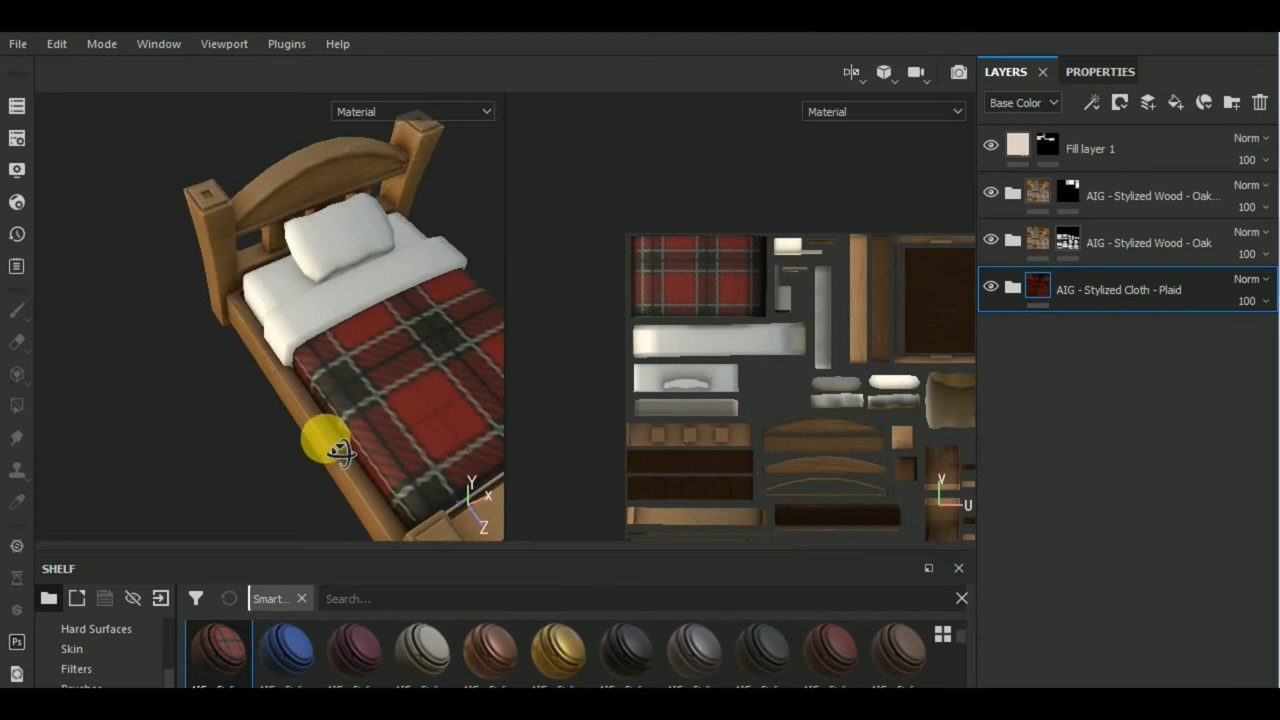 File Edit Mode Window Viewport Plugins Help
LAYERS PROPERTIES
Material
Material
Base Color
Fill layer 1
Norm
100
AIG - Stylized Wood - Oak...
Norm
100
AIG - Stylized Wood - Oak
Norm
100
AIG - Stylized Cloth - Plaid
Norm
100
Y
X
Z
V
U
SHELF
Smart...
Search...
Hard Surfaces
Skin
Filters
Ps